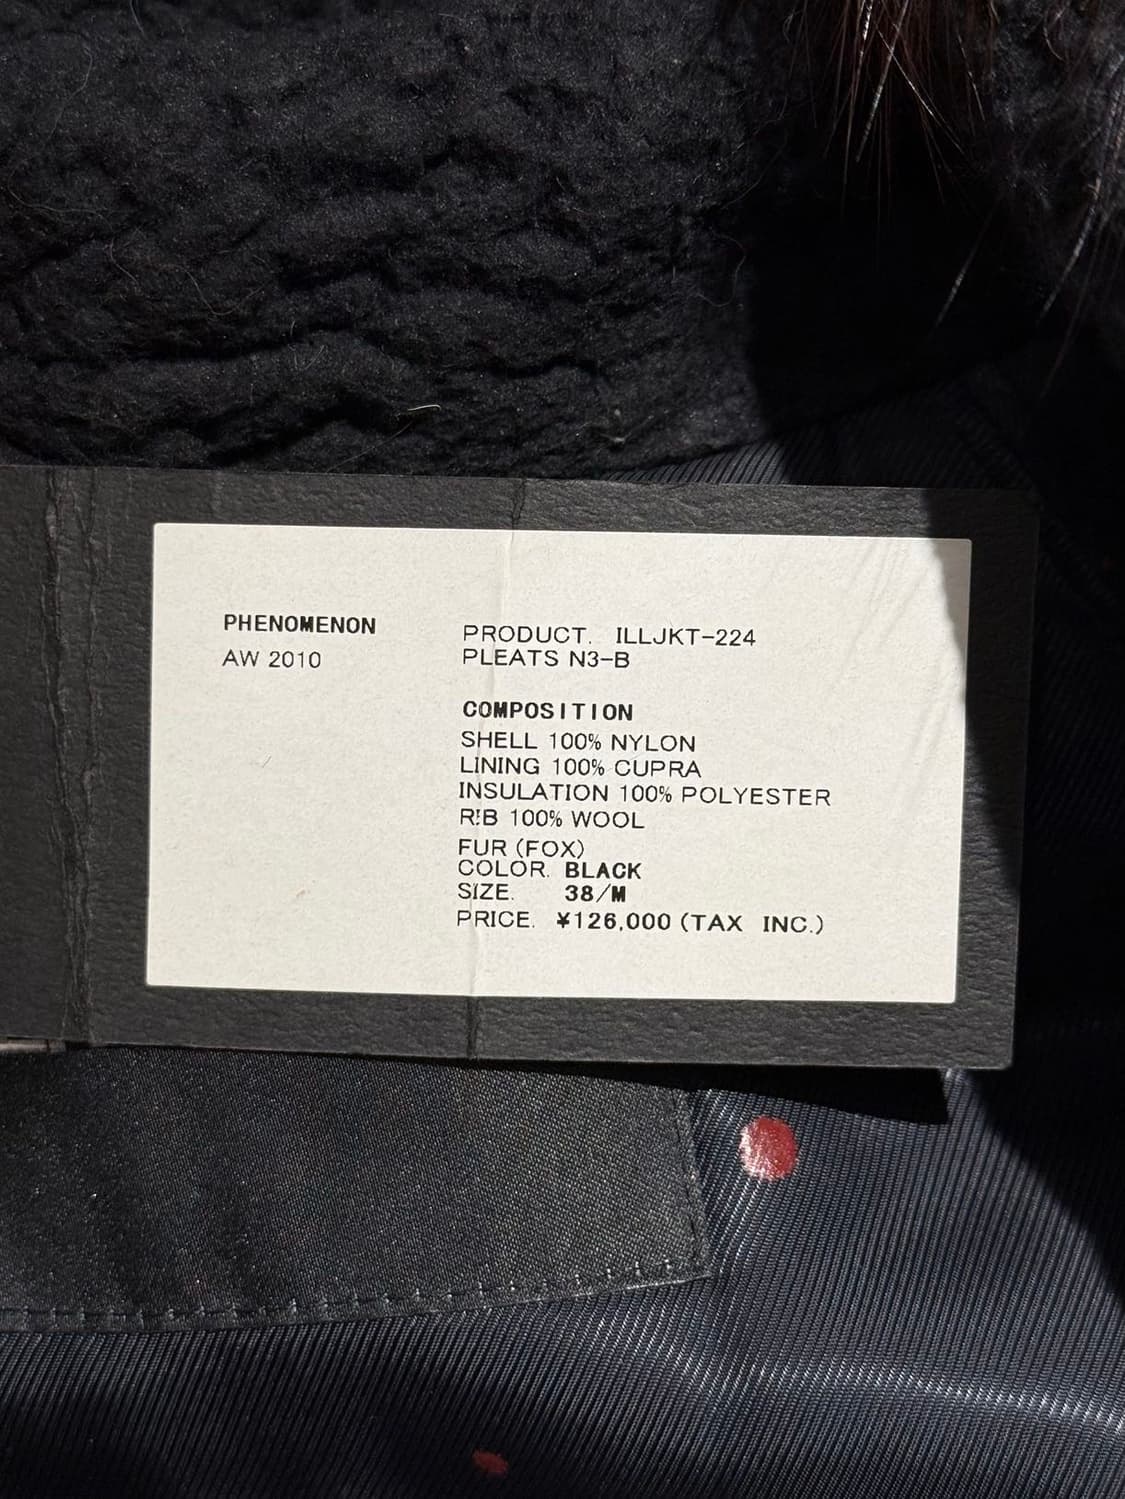 PHENOMENON
AW 2010
PRODUCT. ILLJKT-224
PLEATS N3-B
COMPOSITION
SHELL 100% NYLON
LINING 100% CUPRA
INSULATION 100% POLYESTER
RIB 100% WOOL
FUR (FOX)
COLOR. BLACK
SIZE. 38/M
PRICE. ¥126,000 (TAX INC.)